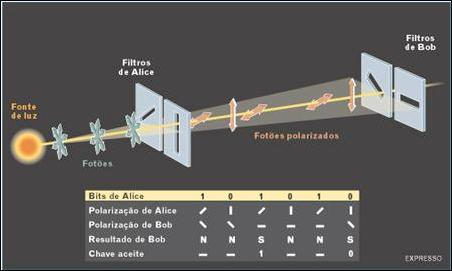 Filtros
de Bob
Filtros
de Alice
Fonte
de luz
Fotões
Fotões polarizados
Bits de Alice 1 0 1 0 1 0
Polarização de Alice
Polarização de Bob
Resultado de Bob N N S N N S
Chave aceite — — 1 — — 0
EXPRESSO